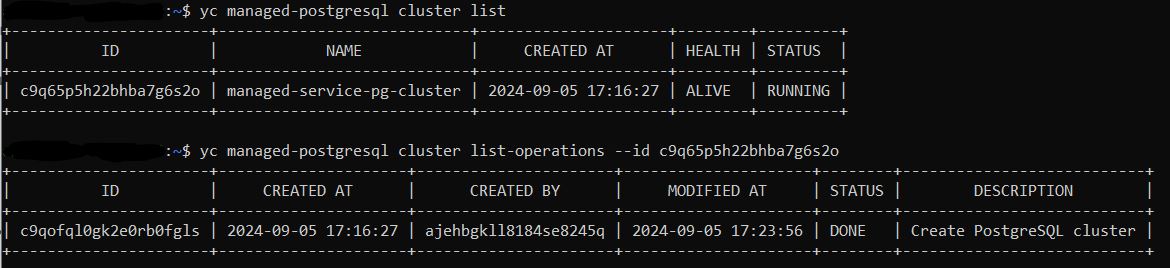 :~$ yc managed-postgresql cluster list
+----------------------+----------------------------+---------------------+--------+---------+
| ID | NAME | CREATED AT | HEALTH | STATUS |
+----------------------+----------------------------+---------------------+--------+---------+
| c9q65p5h22bhba7g6s2o | managed-service-pg-cluster | 2024-09-05 17:16:27 | ALIVE | RUNNING |
+----------------------+----------------------------+---------------------+--------+---------+
:~$ yc managed-postgresql cluster list-operations --id c9q65p5h22bhba7g6s2o
+----------------------+---------------------+----------------------+---------------------+--------+---------------------------+
| ID | CREATED AT | CREATED BY | MODIFIED AT | STATUS | DESCRIPTION |
+----------------------+---------------------+----------------------+---------------------+--------+---------------------------+
| c9qofql0gk2e0rb0fgls | 2024-09-05 17:16:27 | ajehbgkll8184se8245q | 2024-09-05 17:23:56 | DONE | Create PostgreSQL cluster |
+----------------------+---------------------+----------------------+---------------------+--------+---------------------------+